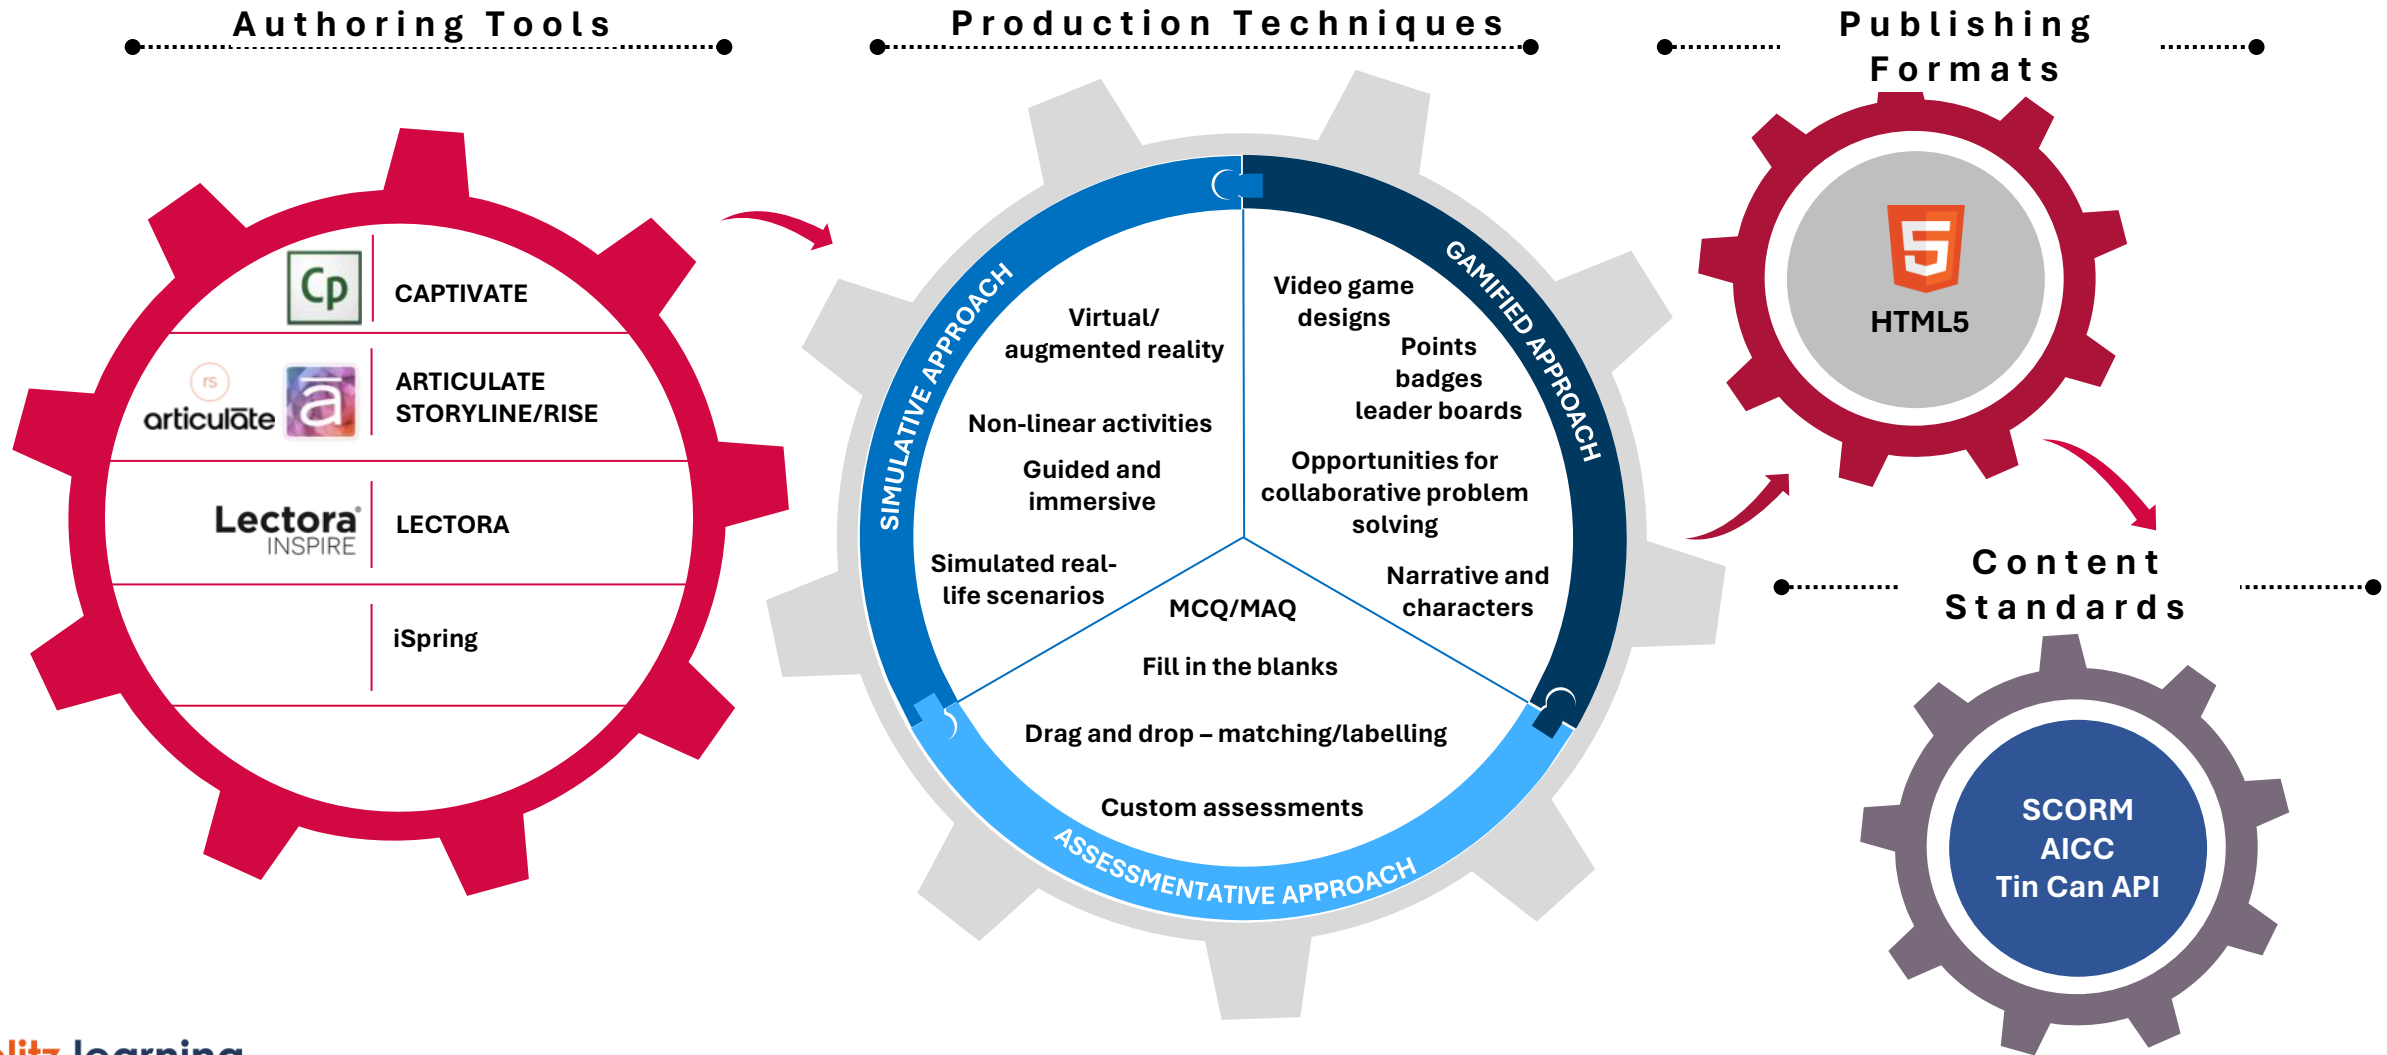 Authoring Tools
Production Techniques
Publishing
Formats
Cp
CAPTIVATE
rs
articulāte
ā
ARTICULATE
STORYLINE/RISE
Lectora®
INSPIRE
LECTORA
iSpring
SIMULATIVE APPROACH
Virtual/
augmented reality
Non-linear activities
Guided and
immersive
Simulated real-
life scenarios
GAMIFIED APPROACH
Video game
designs
Points
badges
leader boards
Opportunities for
collaborative problem
solving
Narrative and
characters
MCQ/MAQ
Fill in the blanks
Drag and drop – matching/labelling
Custom assessments
ASSESSMENTATIVE APPROACH
5
HTML5
Content
Standards
SCORM
AICC
Tin Can API
learning